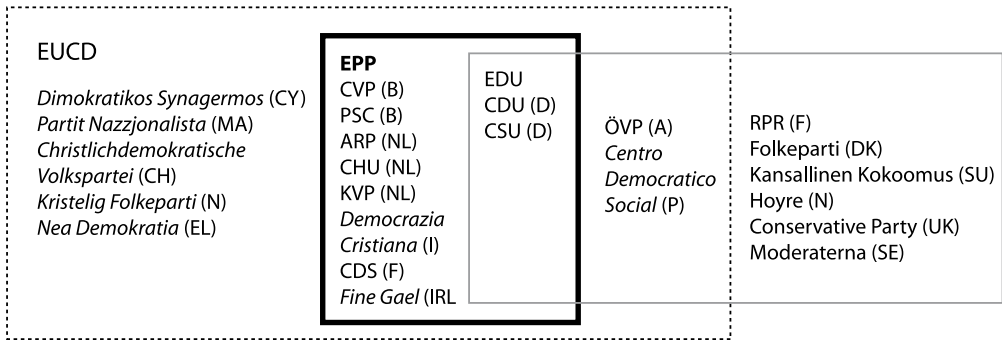 EUCD
Dimokratikos Synagermos (CY)
Partit Nazzjonalista (MA)
Christlichdemokratische
Volkspartei (CH)
Kristelig Folkeparti (N)
Nea Demokratia (EL)
EPP
CVP (B)
PSC (B)
ARP (NL)
CHU (NL)
KVP (NL)
Democrazia
Cristiana (I)
CDS (F)
Fine Gael (IRL
EDU
CDU (D)
CSU (D)
ÖVP (A)
Centro
Democratico
Social (P)
RPR (F)
Folkeparti (DK)
Kansallinen Kokoomus (SU)
Hoyre (N)
Conservative Party (UK)
Moderaterna (SE)